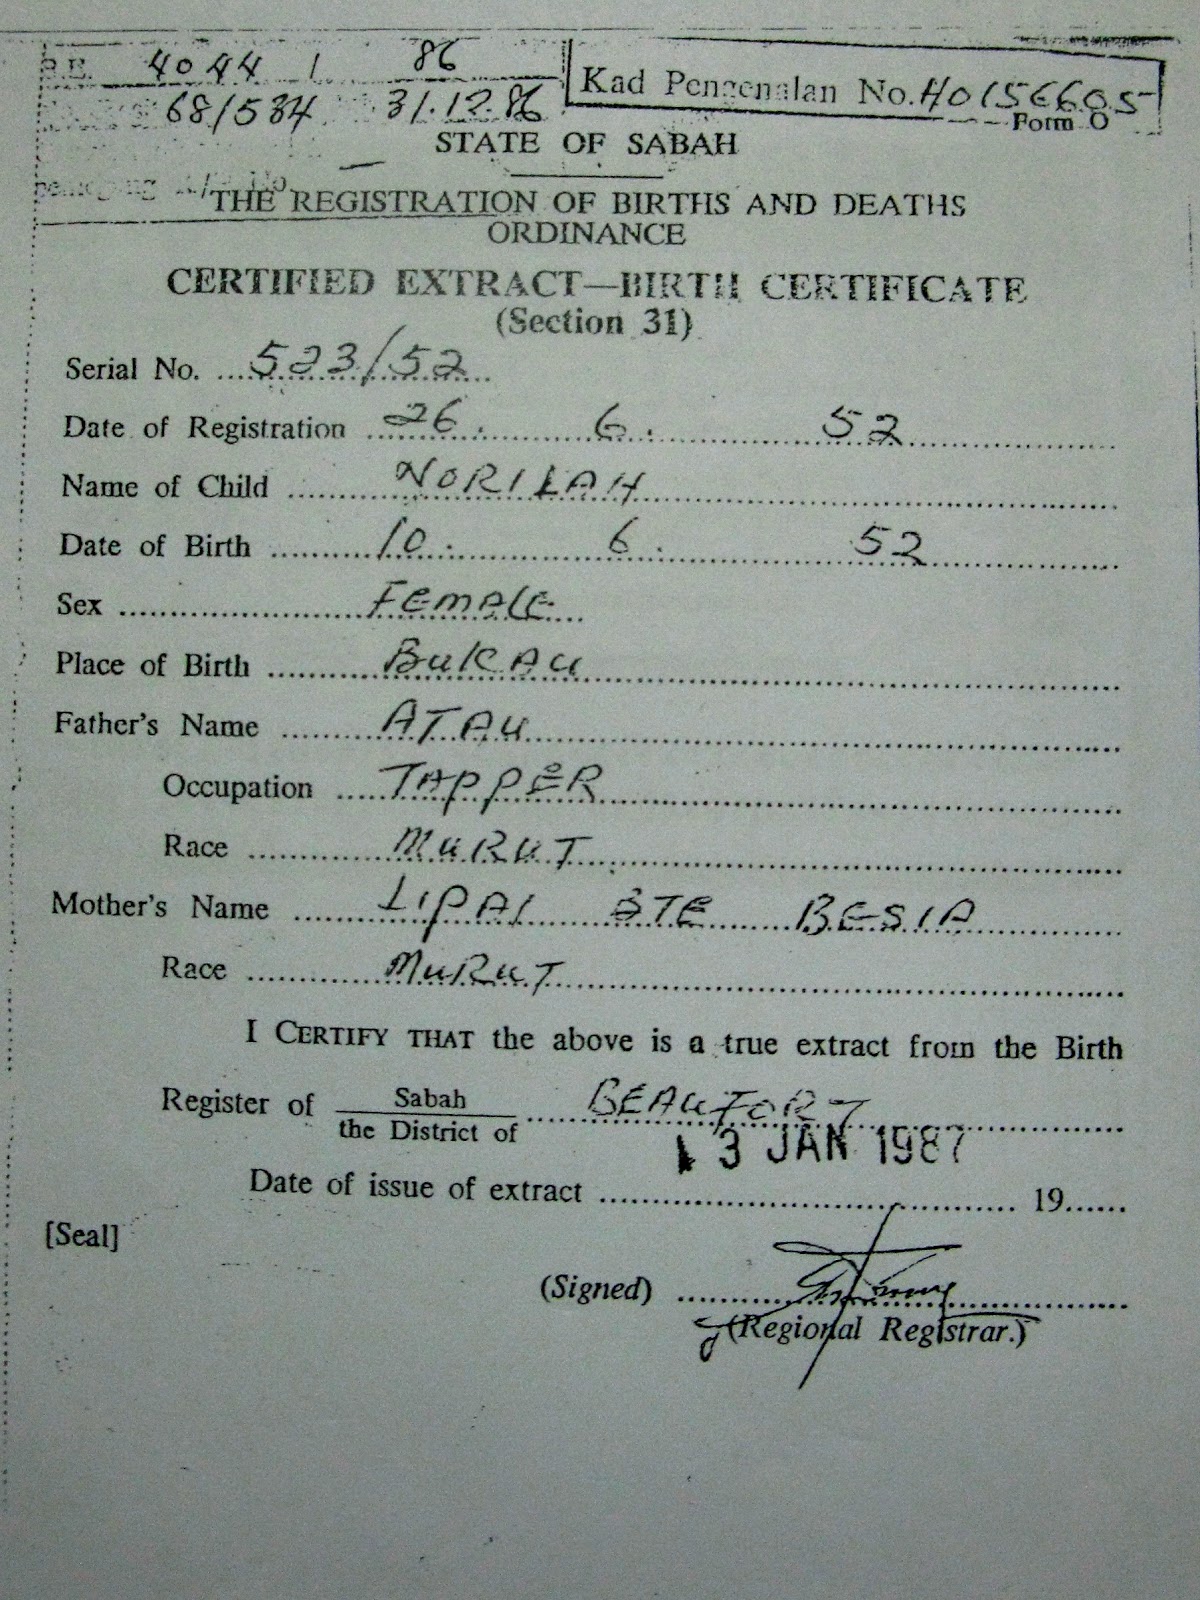 4044 / 86
68/534 31.12.86
Kad Pengenalan No. H0156605
Form O
STATE OF SABAH
THE REGISTRATION OF BIRTHS AND DEATHS
ORDINANCE
CERTIFIED EXTRACT—BIRTH CERTIFICATE
(Section 31)
Serial No. 523/52
Date of Registration 26. 6. 52
Name of Child NORILAH
Date of Birth 10. 6. 52
Sex Female
Place of Birth Bukau
Father's Name ATAU
Occupation TAPPER
Race MURUT
Mother's Name LIPAI BTE BESIA
Race MURUT
I CERTIFY THAT the above is a true extract from the Birth
Register of Sabah
the District of BEAUFORT
13 JAN 1987
Date of issue of extract 19
[Seal]
(Signed)
(Regional Registrar.)